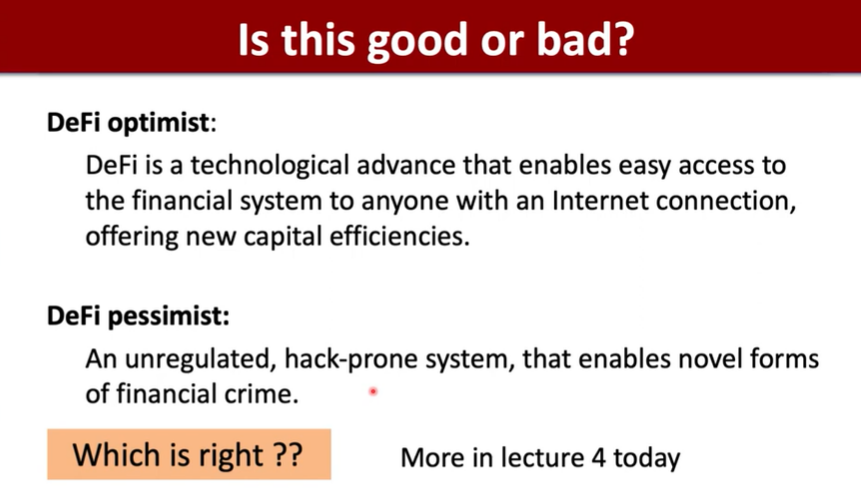 Is this good or bad?
DeFi optimist:
DeFi is a technological advance that enables easy access to
the financial system to anyone with an Internet connection,
offering new capital efficiencies.
DeFi pessimist:
An unregulated, hack-prone system, that enables novel forms
of financial crime.
Which is right ??
More in lecture 4 today